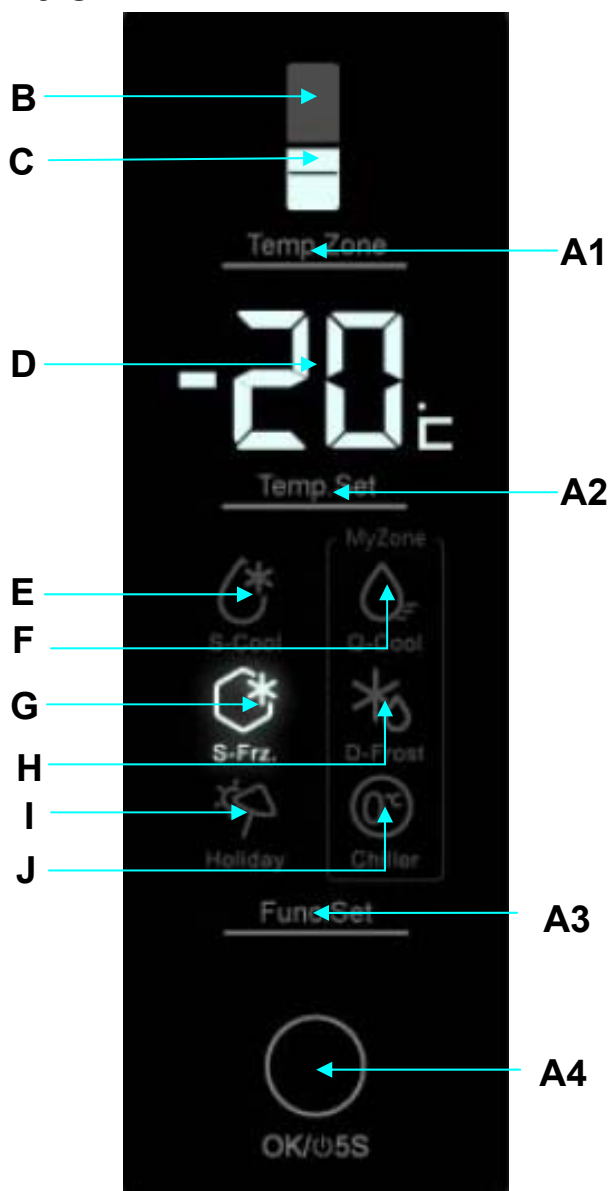 B
C
Temp Zone
A1
D
-20℃
Temp Set
A2
MyZone
E
S-Cool
F
Q-Cool
G
S-Frz.
H
D-Frost
I
Holiday
0℃
J
Chiller
Func Set
A3
A4
OK/⏻5S